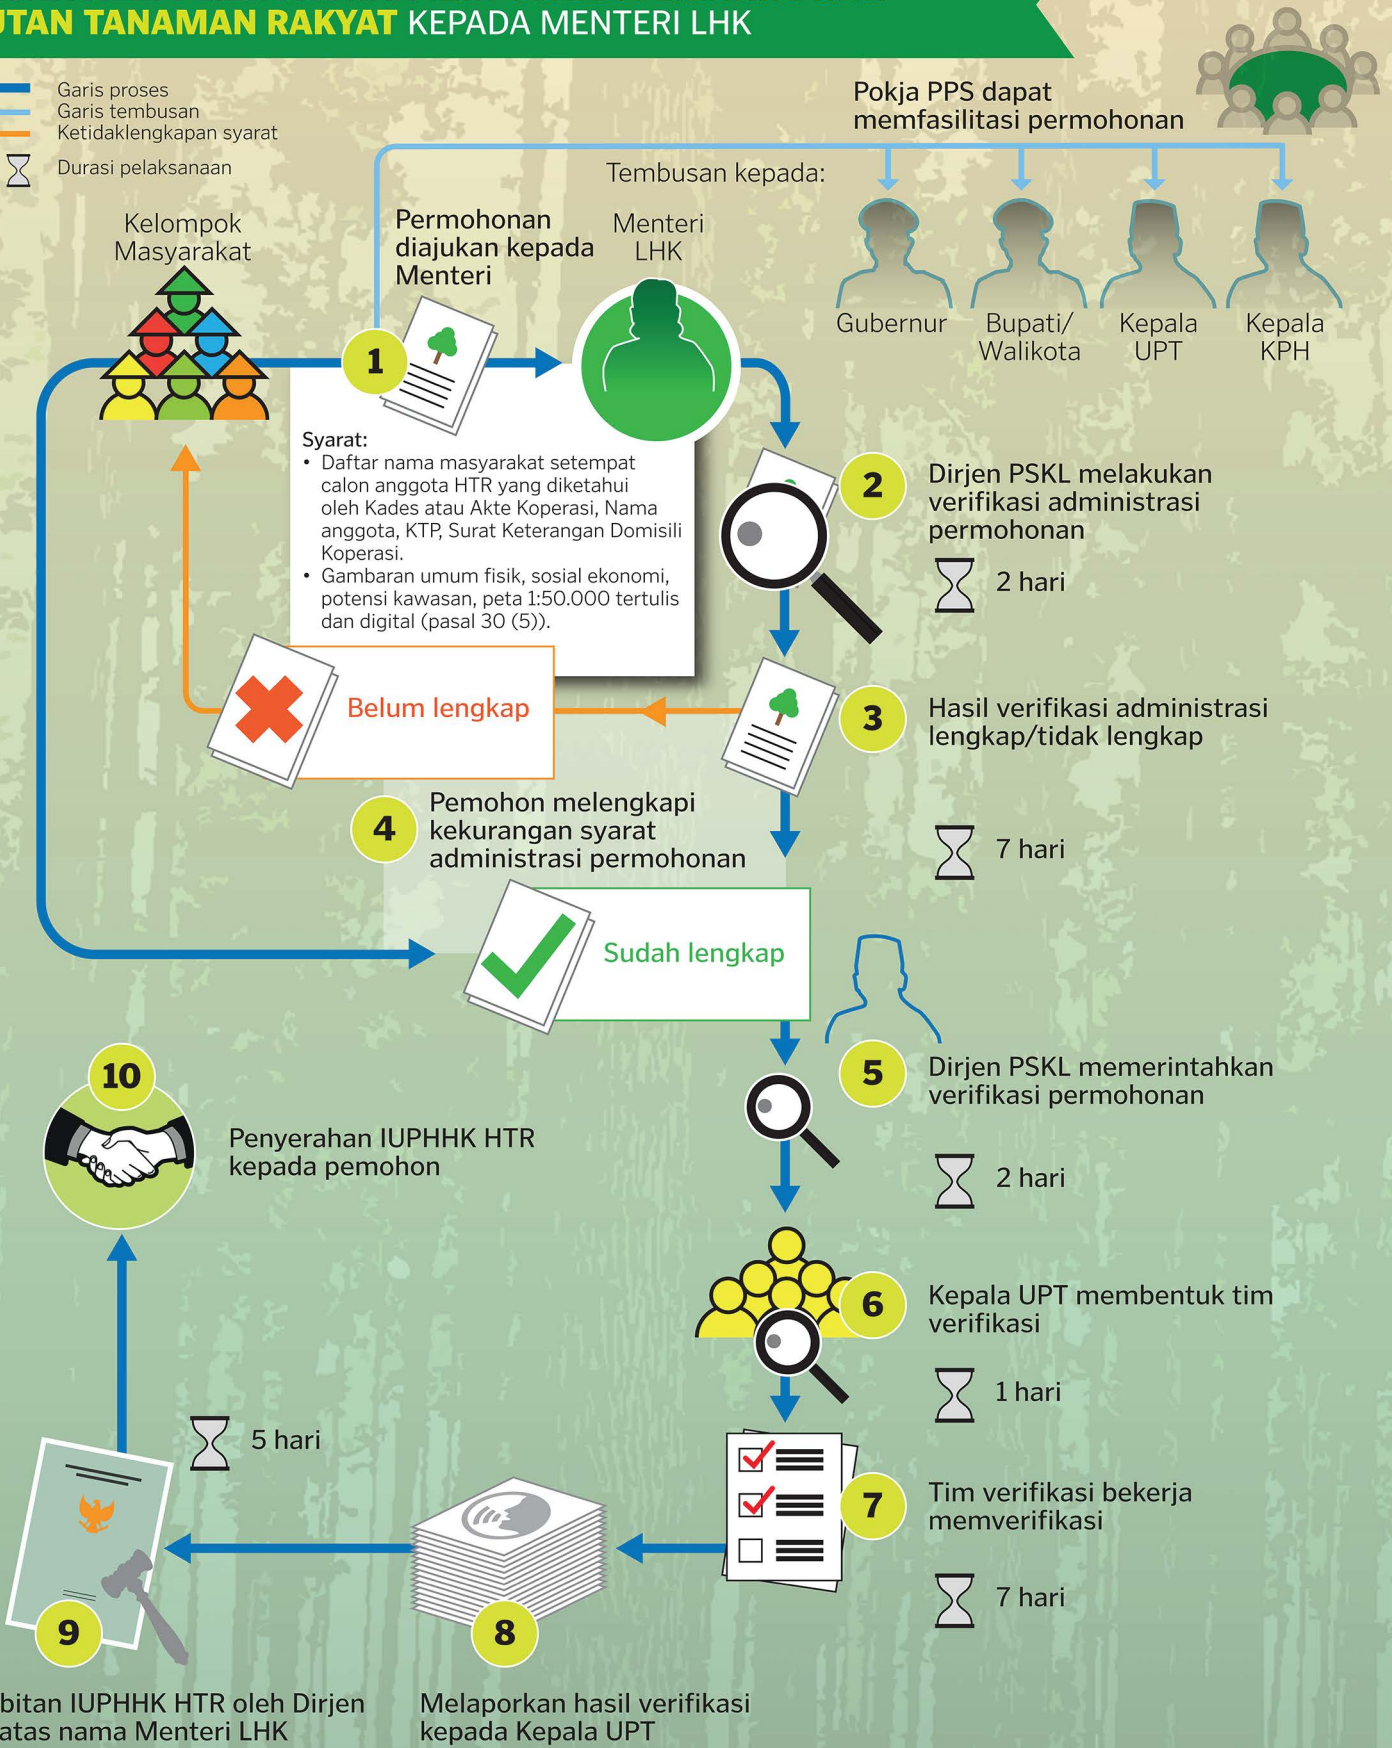 UTAN TANAMAN RAKYAT KEPADA MENTERI LHK
Garis proses
Garis tembusan
Ketidaklengkapan syarat
Durasi pelaksanaan
Pokja PPS dapat
memfasilitasi permohonan
Tembusan kepada:
Kelompok
Masyarakat
Permohonan
diajukan kepada
Menteri
Menteri
LHK
Gubernur
Bupati/
Walikota
Kepala
UPT
Kepala
KPH
1
Syarat:
• Daftar nama masyarakat setempat
calon anggota HTR yang diketahui
oleh Kades atau Akte Koperasi, Nama
anggota, KTP, Surat Keterangan Domisili
Koperasi.
• Gambaran umum fisik, sosial ekonomi,
potensi kawasan, peta 1:50.000 tertulis
dan digital (pasal 30 (5)).
2
Dirjen PSKL melakukan
verifikasi administrasi
permohonan
2 hari
Belum lengkap
3
Hasil verifikasi administrasi
lengkap/tidak lengkap
7 hari
4
Pemohon melengkapi
kekurangan syarat
administrasi permohonan
Sudah lengkap
5
Dirjen PSKL memerintahkan
verifikasi permohonan
2 hari
6
Kepala UPT membentuk tim
verifikasi
1 hari
7
Tim verifikasi bekerja
memverifikasi
7 hari
8
Melaporkan hasil verifikasi
kepada Kepala UPT
9
bitan IUPHHK HTR oleh Dirjen
atas nama Menteri LHK
5 hari
10
Penyerahan IUPHHK HTR
kepada pemohon